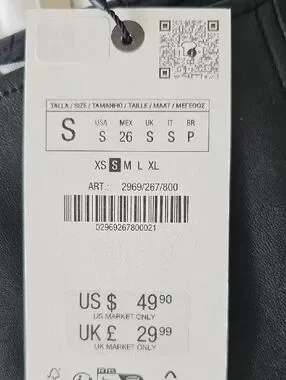 TALLA / SIZE / TAMANHO / TAILLE / MAAT / ΜΕΓΕΘΟΣ
S
USA MEX UK IT BR
S 26 S S P
XS S M L XL
ART.: 2969/267/800
02969267800021
US $ 49.90
US MARKET ONLY
UK £ 29.99
UK MARKET ONLY